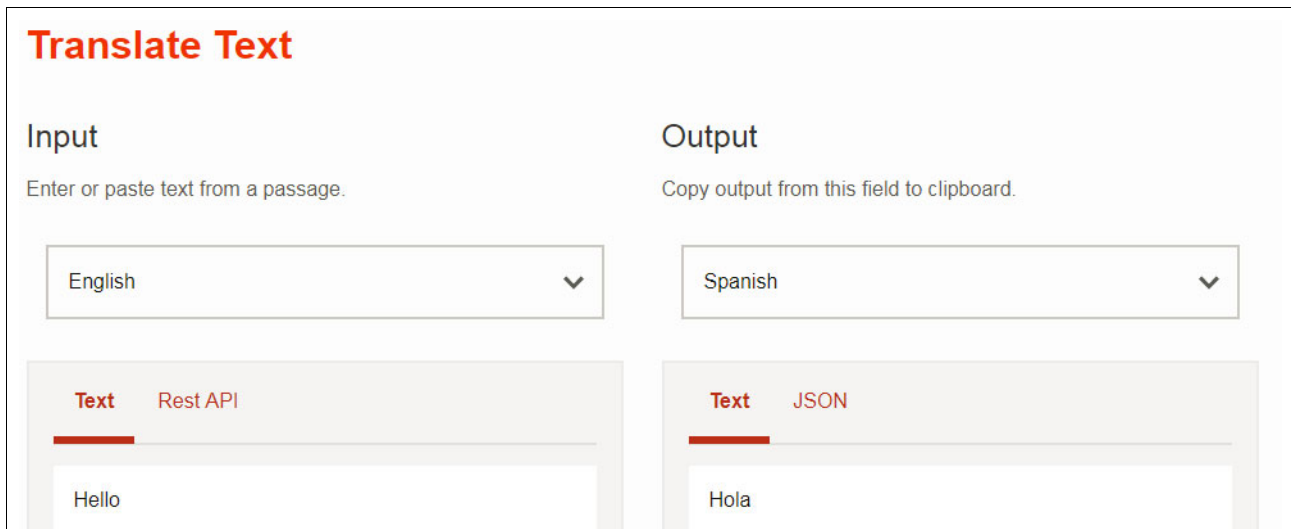 Translate Text
Input
Enter or paste text from a passage.
English
Text Rest API
Hello
Output
Copy output from this field to clipboard.
Spanish
Text JSON
Hola